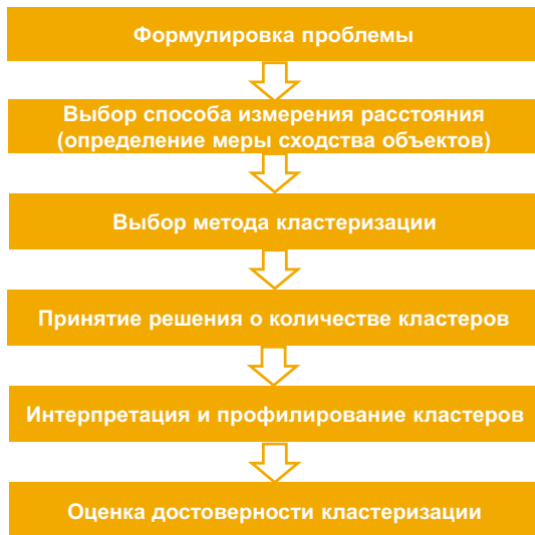 Формулировка проблемы
Выбор способа измерения расстояния
(определение меры сходства объектов)
Выбор метода кластеризации
Принятие решения о количестве кластеров
Интерпретация и профилирование кластеров
Оценка достоверности кластеризации